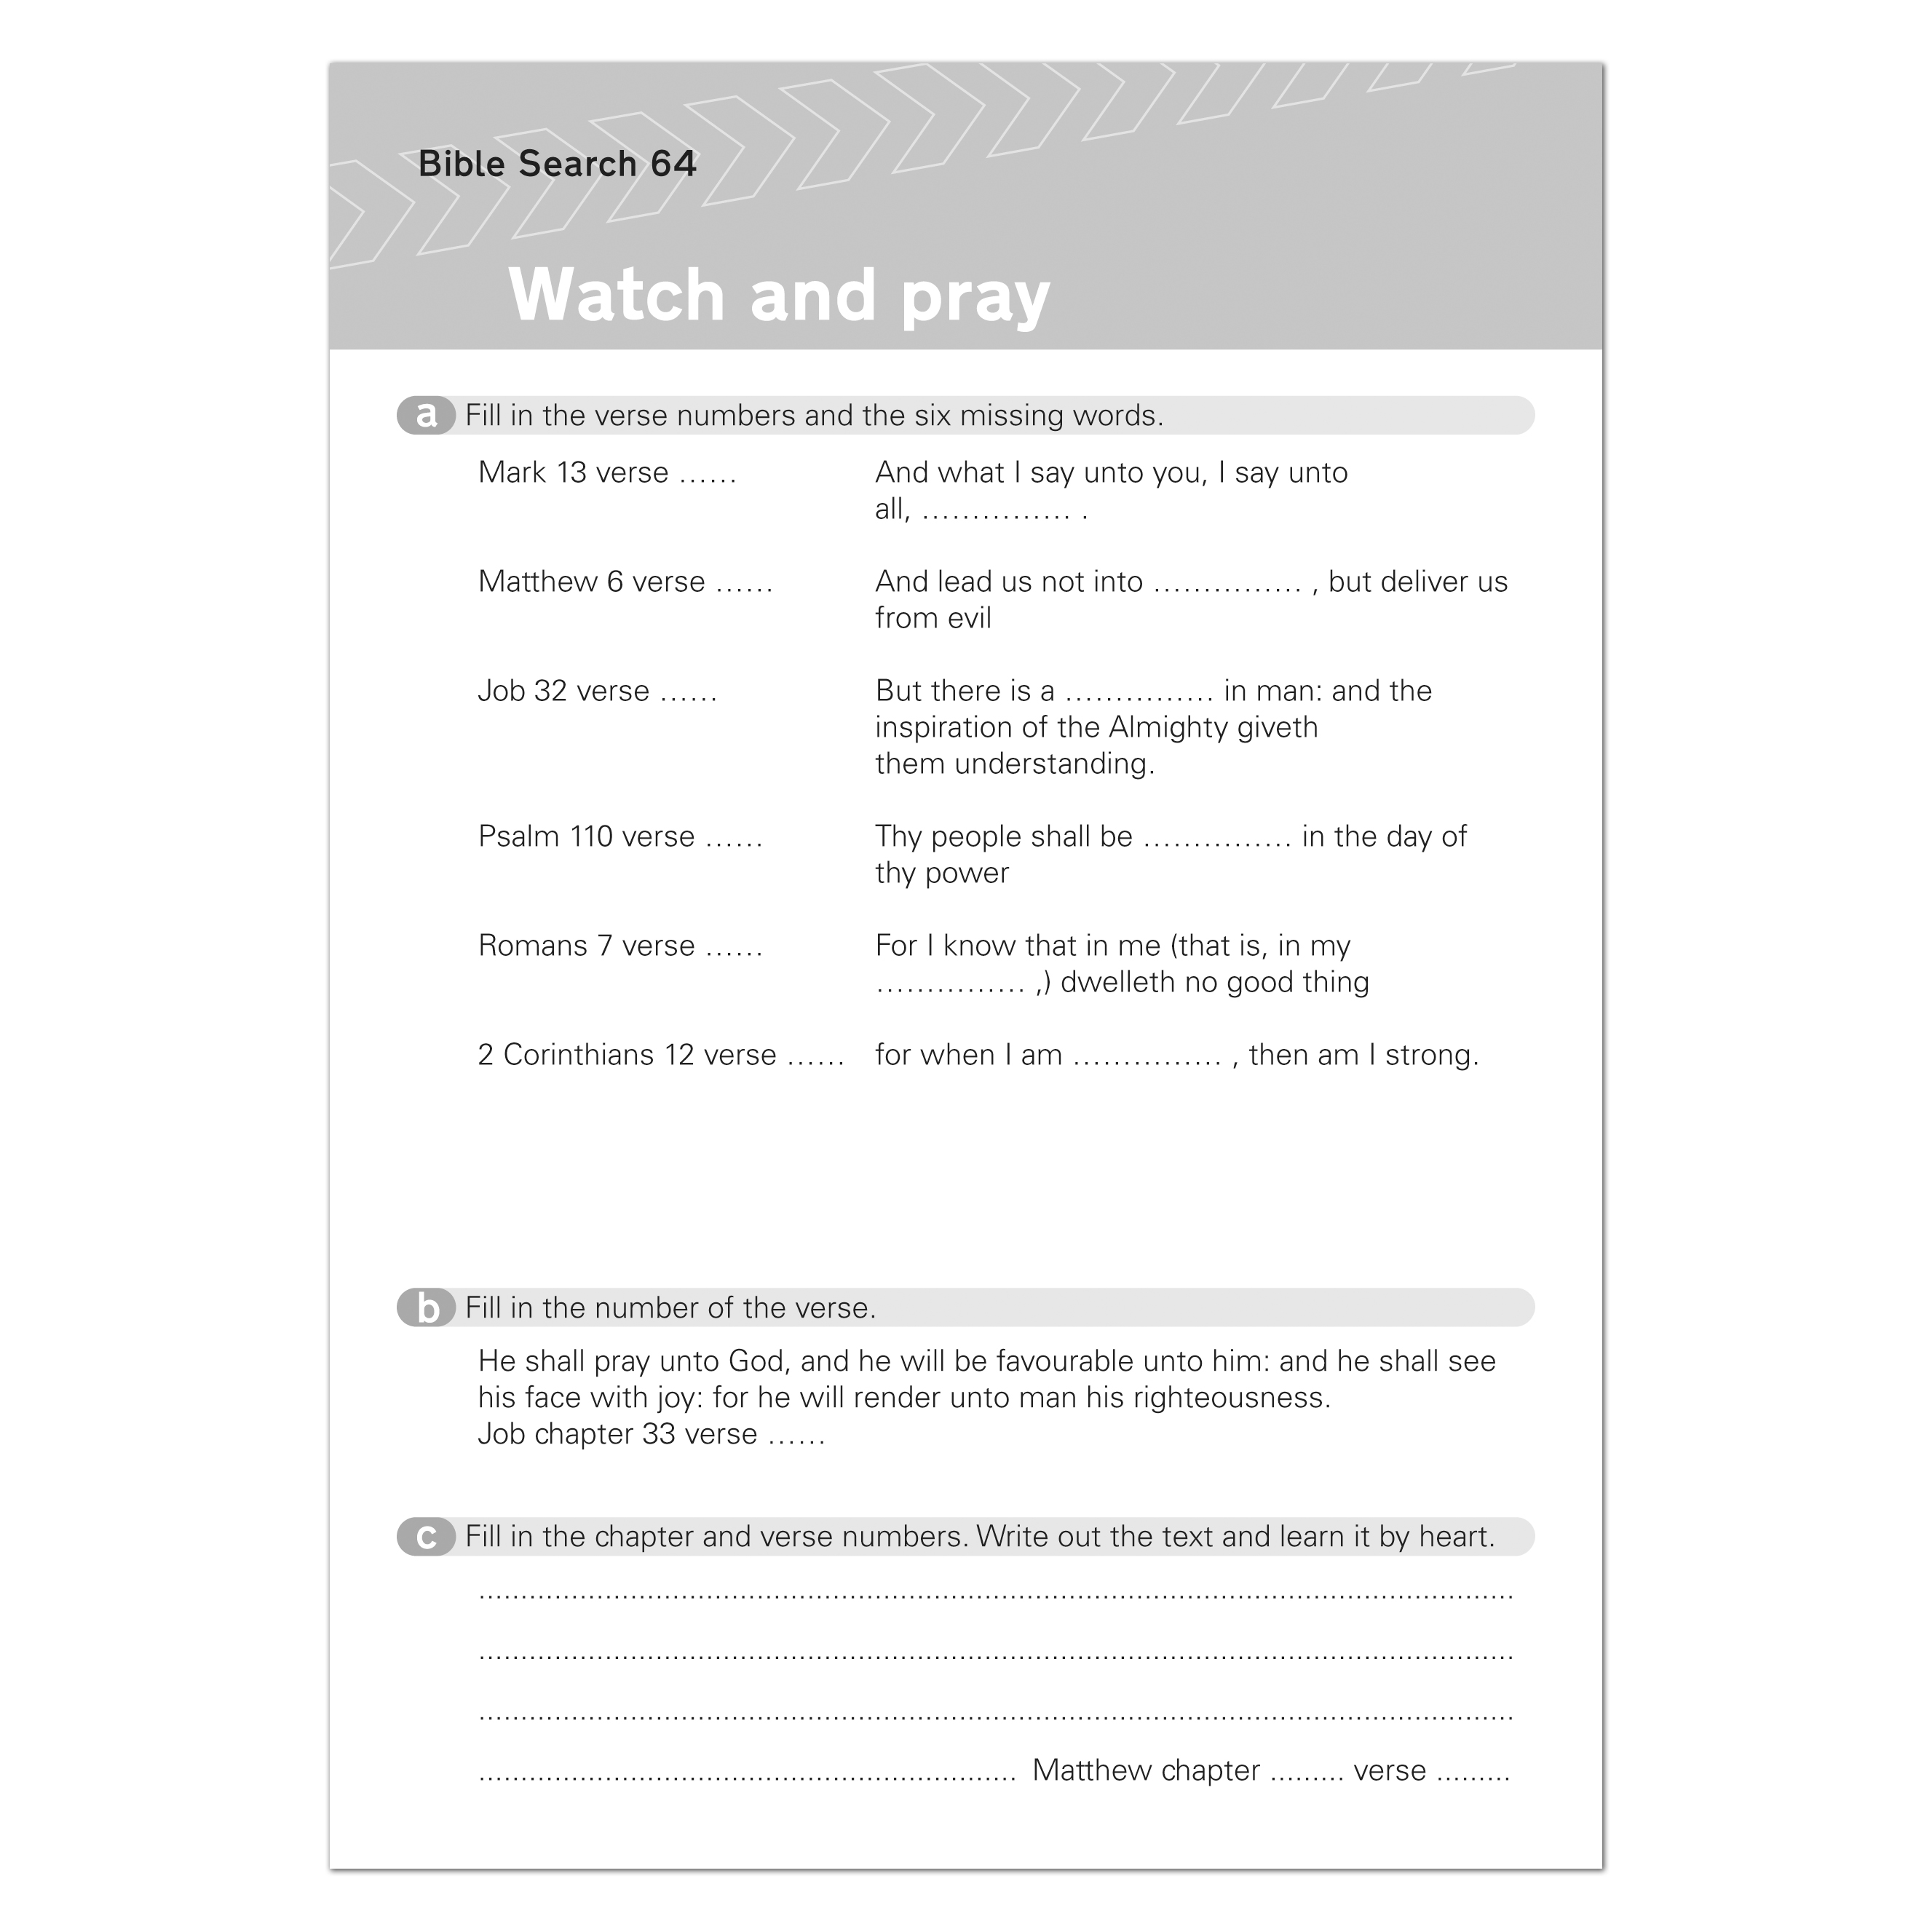 Bible Search 64
Watch and pray
a Fill in the verse numbers and the six missing words.
Mark 13 verse ...... And what I say unto you, I say unto
all, ............... .
Matthew 6 verse ...... And lead us not into ............... , but deliver us
from evil
Job 32 verse ...... But there is a ............... in man: and the
inspiration of the Almighty giveth
them understanding.
Psalm 110 verse ...... Thy people shall be ............... in the day of
thy power
Romans 7 verse ...... For I know that in me (that is, in my
............... ,) dwelleth no good thing
2 Corinthians 12 verse ...... for when I am ............... , then am I strong.
b Fill in the number of the verse.
He shall pray unto God, and he will be favourable unto him: and he shall see
his face with joy: for he will render unto man his righteousness.
Job chapter 33 verse ......
c Fill in the chapter and verse numbers. Write out the text and learn it by heart.
Matthew chapter ......... verse .........